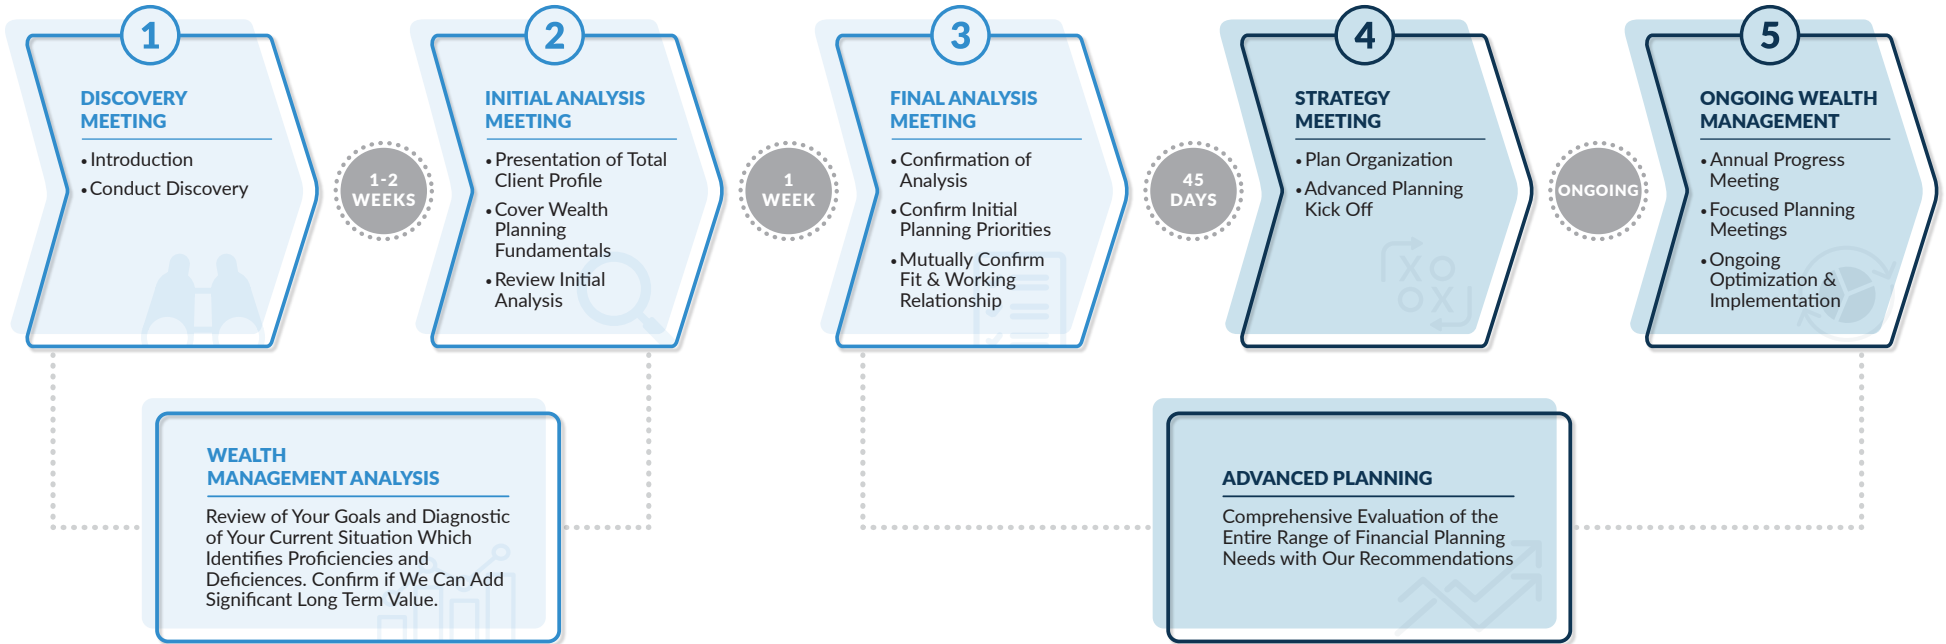 1
DISCOVERY
MEETING
• Introduction
• Conduct Discovery
1-2
WEEKS
2
INITIAL ANALYSIS
MEETING
• Presentation of Total
Client Profile
• Cover Wealth
Planning
Fundamentals
• Review Initial
Analysis
1
WEEK
3
FINAL ANALYSIS
MEETING
• Confirmation of
Analysis
• Confirm Initial
Planning Priorities
• Mutually Confirm
Fit & Working
Relationship
45
DAYS
4
STRATEGY
MEETING
• Plan Organization
• Advanced Planning
Kick Off
XO
OX
ONGOING
5
ONGOING WEALTH
MANAGEMENT
• Annual Progress
Meeting
• Focused Planning
Meetings
• Ongoing
Optimization &
Implementation
WEALTH
MANAGEMENT ANALYSIS
Review of Your Goals and Diagnostic
of Your Current Situation Which
Identifies Proficiencies and
Deficiences. Confirm if We Can Add
Significant Long Term Value.
ADVANCED PLANNING
Comprehensive Evaluation of the
Entire Range of Financial Planning
Needs with Our Recommendations